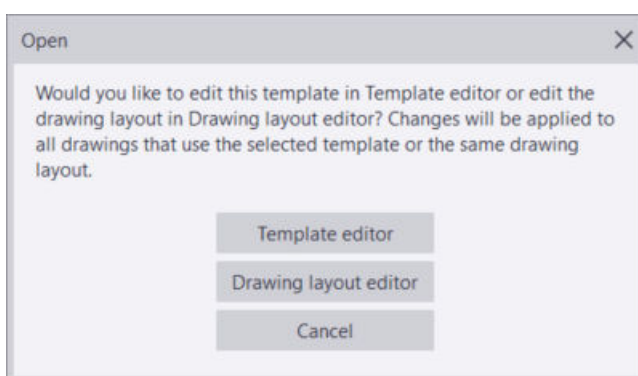 Open
Would you like to edit this template in Template editor or edit the
drawing layout in Drawing layout editor? Changes will be applied to
all drawings that use the selected template or the same drawing
layout.
Template editor
Drawing layout editor
Cancel